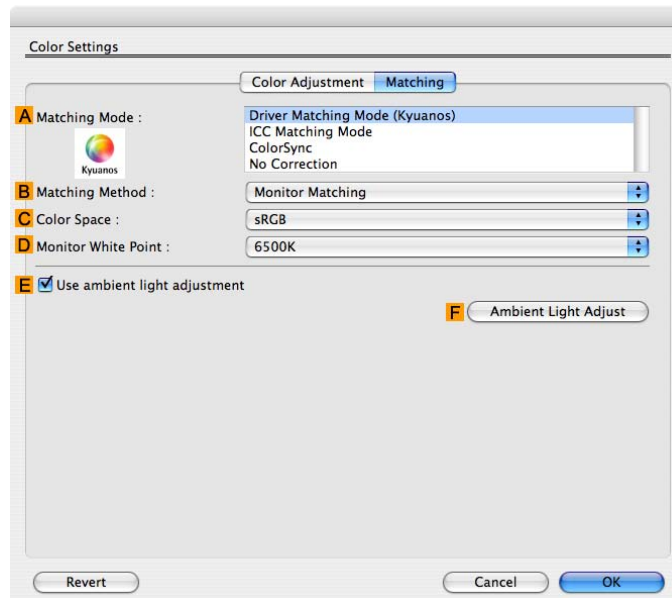 Color Settings
Color Adjustment Matching
A Matching Mode : Driver Matching Mode (Kyuanos)
ICC Matching Mode
ColorSync
No Correction
Kyuanos
B Matching Method : Monitor Matching
C Color Space : sRGB
D Monitor White Point : 6500K
E Use ambient light adjustment
F Ambient Light Adjust
Revert Cancel OK